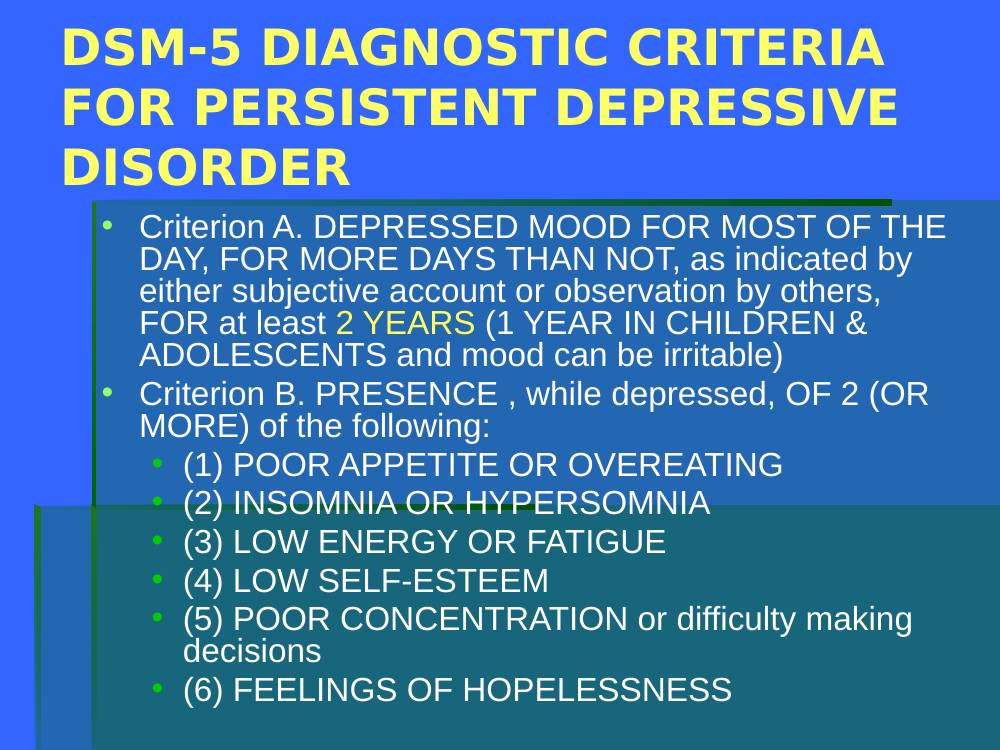 DSM-5 DIAGNOSTIC CRITERIA
FOR PERSISTENT DEPRESSIVE
DISORDER
• Criterion A. DEPRESSED MOOD FOR MOST OF THE
DAY, FOR MORE DAYS THAN NOT, as indicated by
either subjective account or observation by others,
FOR at least 2 YEARS (1 YEAR IN CHILDREN &
ADOLESCENTS and mood can be irritable)
• Criterion B. PRESENCE , while depressed, OF 2 (OR
MORE) of the following:
• (1) POOR APPETITE OR OVEREATING
• (2) INSOMNIA OR HYPERSOMNIA
• (3) LOW ENERGY OR FATIGUE
• (4) LOW SELF-ESTEEM
• (5) POOR CONCENTRATION or difficulty making
decisions
• (6) FEELINGS OF HOPELESSNESS